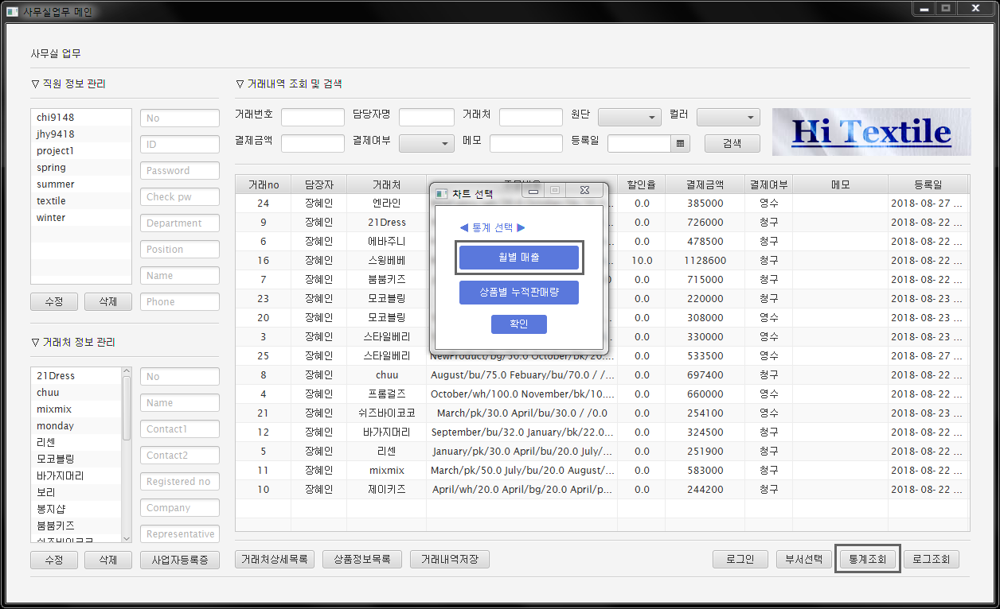 사무실업무 메인
사무실 업무
▽ 직원 정보 관리
chi9148
jhy9418
project1
spring
summer
textile
winter
No
ID
Password
Check pw
Department
Position
Name
Phone
수정 삭제
▽ 거래처 정보 관리
21Dress
chuu
mixmix
monday
리센
모코블링
바가지머리
보리
봉지샵
붐붐키즈
쉬즈바이코코
No
Name
Contact1
Contact2
Registered no
Company
Representative
수정 삭제 사업자등록증
▽ 거래내역 조회 및 검색
거래번호 담당자명 거래처 원단 컬러
결제금액 결제여부 메모 등록일 검색
Hi Textile
거래no 담장자 거래처 할인율 결제금액 결제여부 메모 등록일
24 장혜인 엔라인 0.0 385000 영수 2018- 08- 27 ...
9 장혜인 21Dress 0.0 726000 청구 2018- 08- 22 ...
6 장혜인 에바주니 0.0 478500 청구 2018- 08- 22 ...
16 장혜인 스윙베베 10.0 1128600 청구 2018- 08- 22 ...
7 장혜인 붐붐키즈 0.0 715000 청구 2018- 08- 22 ...
23 장혜인 모코블링 0.0 220000 청구 2018- 08- 23 ...
20 장혜인 모코블링 0.0 308000 청구 2018- 08- 23 ...
3 장혜인 스타일베리 0.0 330000 영수 2018- 08- 23 ...
25 장혜인 스타일베리 NewProduct/bg/30.0 October/bk/20.... 0.0 533500 영수 2018- 08- 27 ...
8 장혜인 chuu August/bu/75.0 Febuary/bu/70.0 / /... 0.0 697400 청구 2018- 08- 22 ...
4 장혜인 프롬걸즈 October/wh/100.0 November/bk/10.... 0.0 660000 영수 2018- 08- 22 ...
21 장혜인 쉬즈바이코코 March/pk/30.0 April/bu/30.0 / /0.0 0.0 254100 영수 2018- 08- 23 ...
12 장혜인 바가지머리 September/bu/32.0 January/bk/22.0... 0.0 324500 청구 2018- 08- 22 ...
5 장혜인 리센 January/pk/30.0 April/bu/20.0 July/... 0.0 251900 청구 2018- 08- 22 ...
11 장혜인 mixmix March/pk/50.0 July/bu/20.0 August/... 0.0 583000 청구 2018- 08- 22 ...
10 장혜인 제이키즈 April/wh/20.0 April/bg/20.0 April/p... 0.0 244200 청구 2018- 08- 22 ...
차트 선택
◀ 통계 선택 ▶
월별 매출
상품별 누적판매량
확인
거래처상세목록 상품정보목록 거래내역저장 로그인 부서선택 통계조회 로그조회